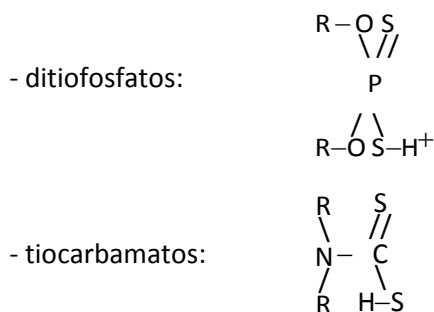 R – O S
- ditiofosfatos: P
R–O S–H+
R S
- tiocarbamatos: N – C
R H–S